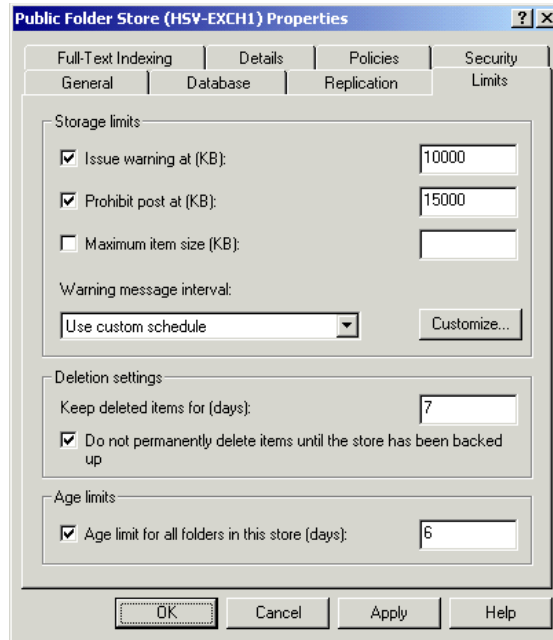 Public Folder Store (HSV-EXCH1) Properties
Full-Text Indexing Details Policies Security
General Database Replication Limits
Storage limits
Issue warning at (KB): 10000
Prohibit post at (KB): 15000
Maximum item size (KB):
Warning message interval:
Use custom schedule Customize...
Deletion settings
Keep deleted items for (days): 7
Do not permanently delete items until the store has been backed
up
Age limits
Age limit for all folders in this store (days): 6
OK Cancel Apply Help